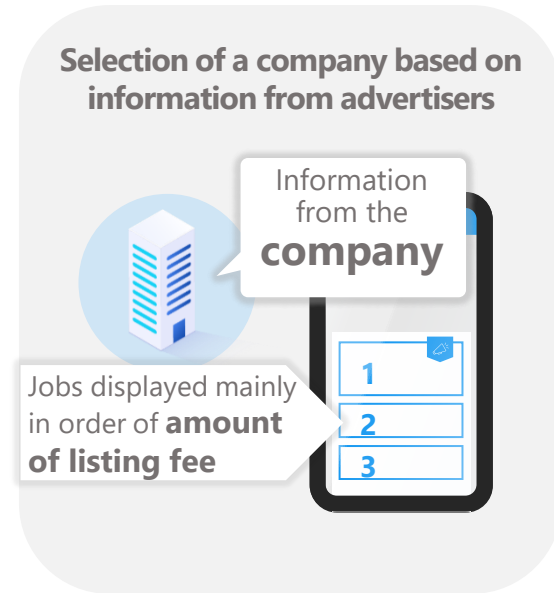 Selection of a company based on
information from advertisers
Information
from the
company
Jobs displayed mainly
in order of amount
of listing fee
1
2
3